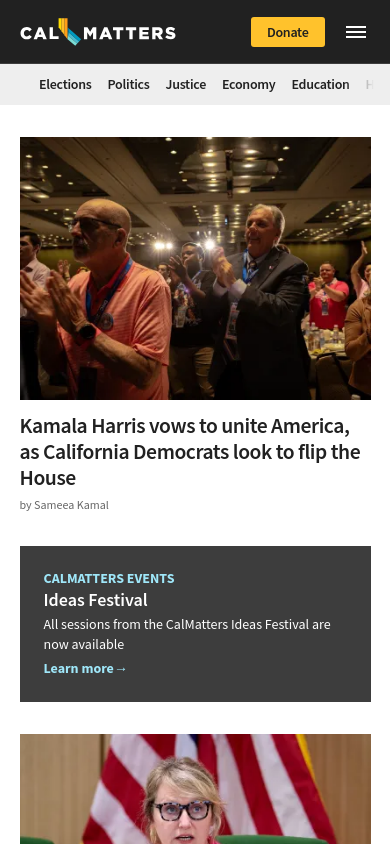 CALMATTERS
Donate
Elections Politics Justice Economy Education
Kamala Harris vows to unite America,
as California Democrats look to flip the
House
by Sameea Kamal
CALMATTERS EVENTS
Ideas Festival
All sessions from the CalMatters Ideas Festival are
now available
Learn more→